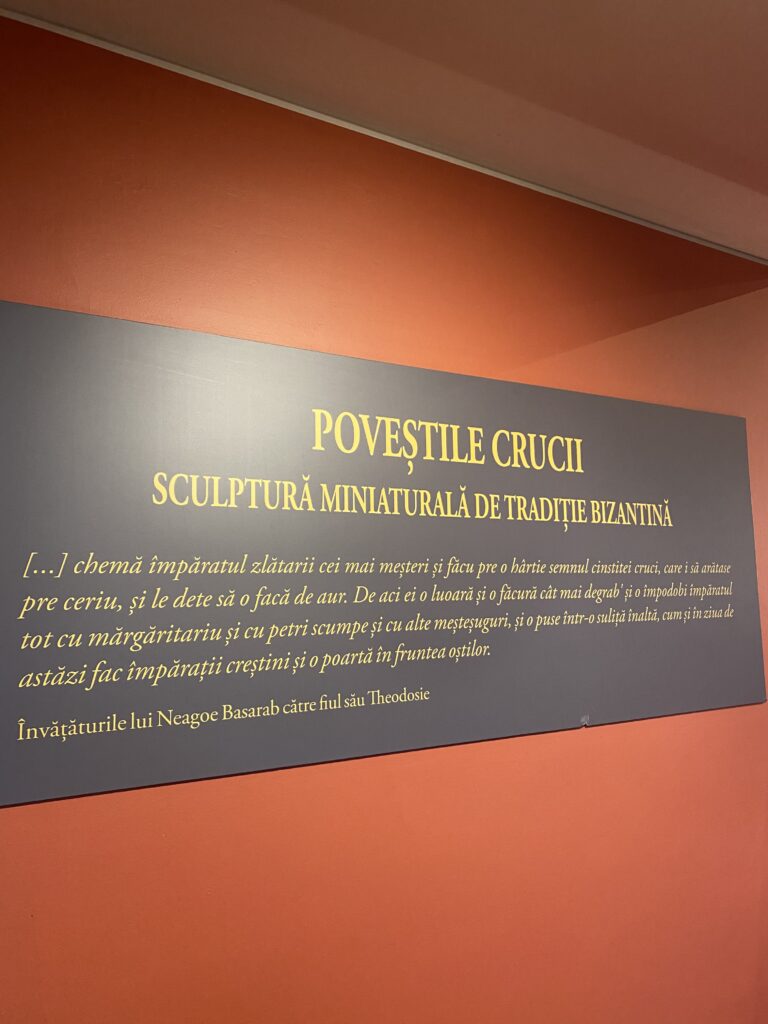 POVEȘTILE CRUCII
SCULPTURĂ MINIATURALĂ DE TRADIȚIE BIZANTINĂ
[...] chemă împăratul zlătarii cei mai meșteri și făcu pre o hârtie semnul cinstitei cruci, care i să arătase
pre ceriu, și le dete să o facă de aur. De aci ei o luoară și o făcură cât mai degrab' și o împodobi împăratul
tot cu mărgăritariu și cu petri scumpe și cu alte meșteșuguri, și o puse într-o suliță înaltă, cum și în ziua de
astăzi fac împărații creștini și o poartă în fruntea oștilor.
Învățăturile lui Neagoe Basarab către fiul său Theodosie